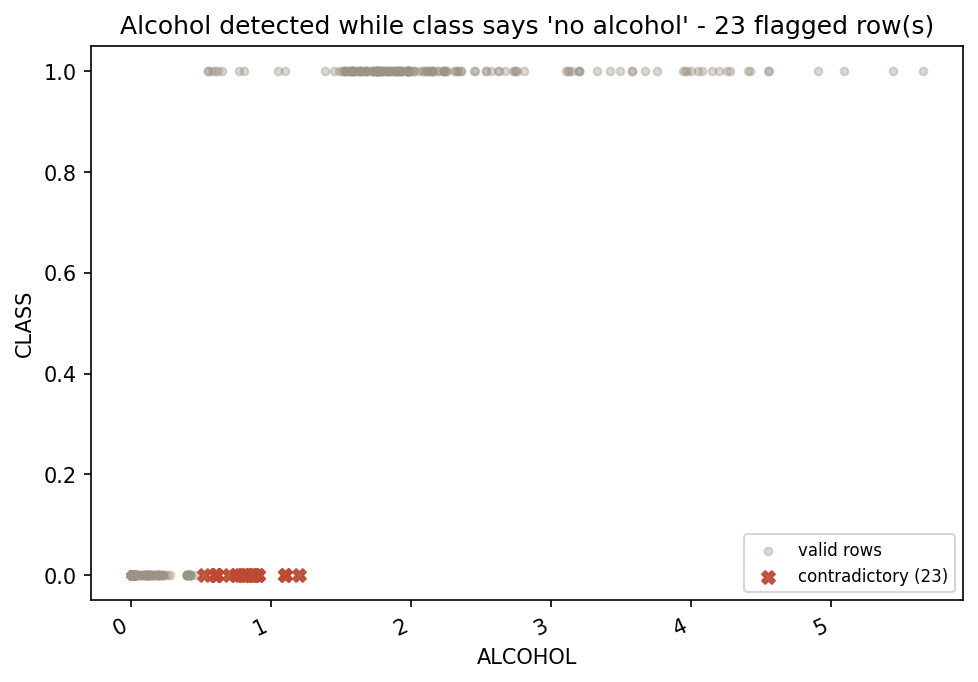 Alcohol detected while class says 'no alcohol' - 23 flagged row(s)
1.0
0.8
0.6
0.4
0.2
0.0
CLASS
0
1
2
3
4
5
ALCOHOL
valid rows
contradictory (23)